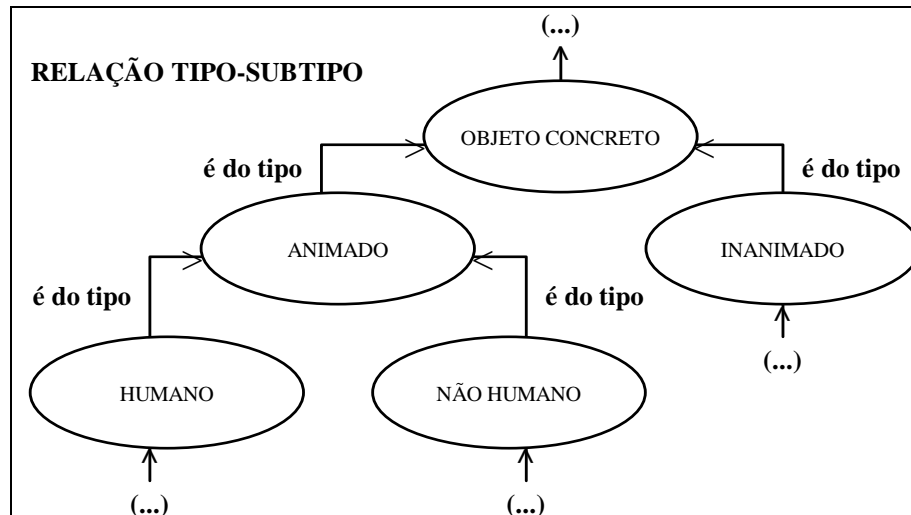 (...)
RELAÇÃO TIPO-SUBTIPO
OBJETO CONCRETO
é do tipo
é do tipo
ANIMADO
INANIMADO
é do tipo
é do tipo
(...)
HUMANO
NÃO HUMANO
(...)
(...)